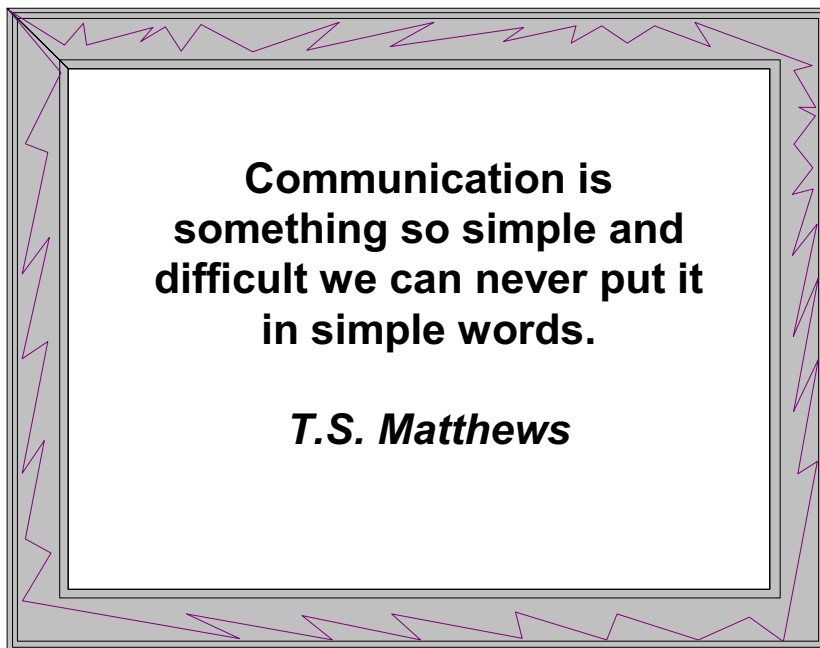 Communication is
something so simple and
difficult we can never put it
in simple words.
T.S. Matthews